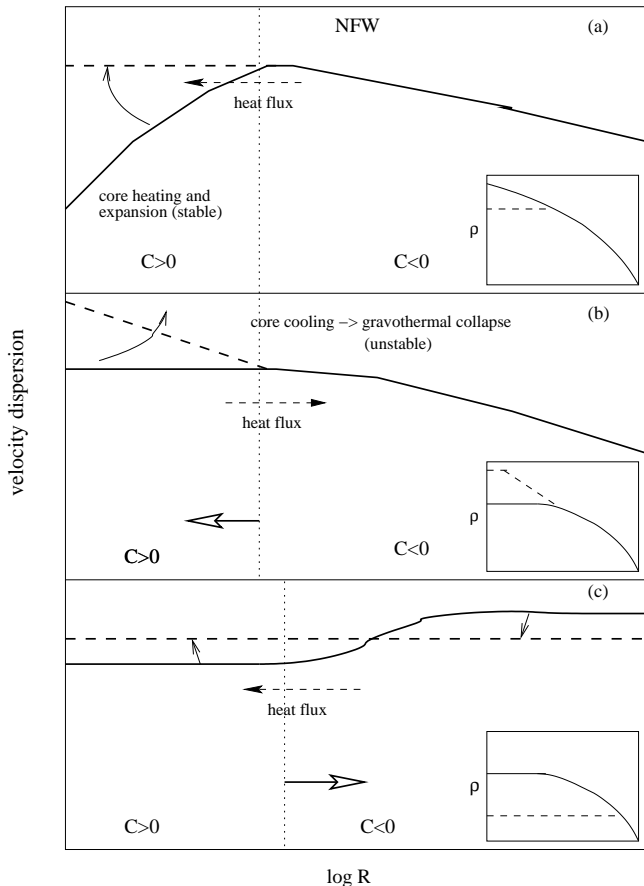 NFW
(a)
heat flux
core heating and
expansion (stable)
C>0
C<0
ρ
(b)
core cooling −> gravothermal collapse
(unstable)
heat flux
C>0
C<0
ρ
(c)
heat flux
C>0
C<0
ρ
velocity dispersion
log R